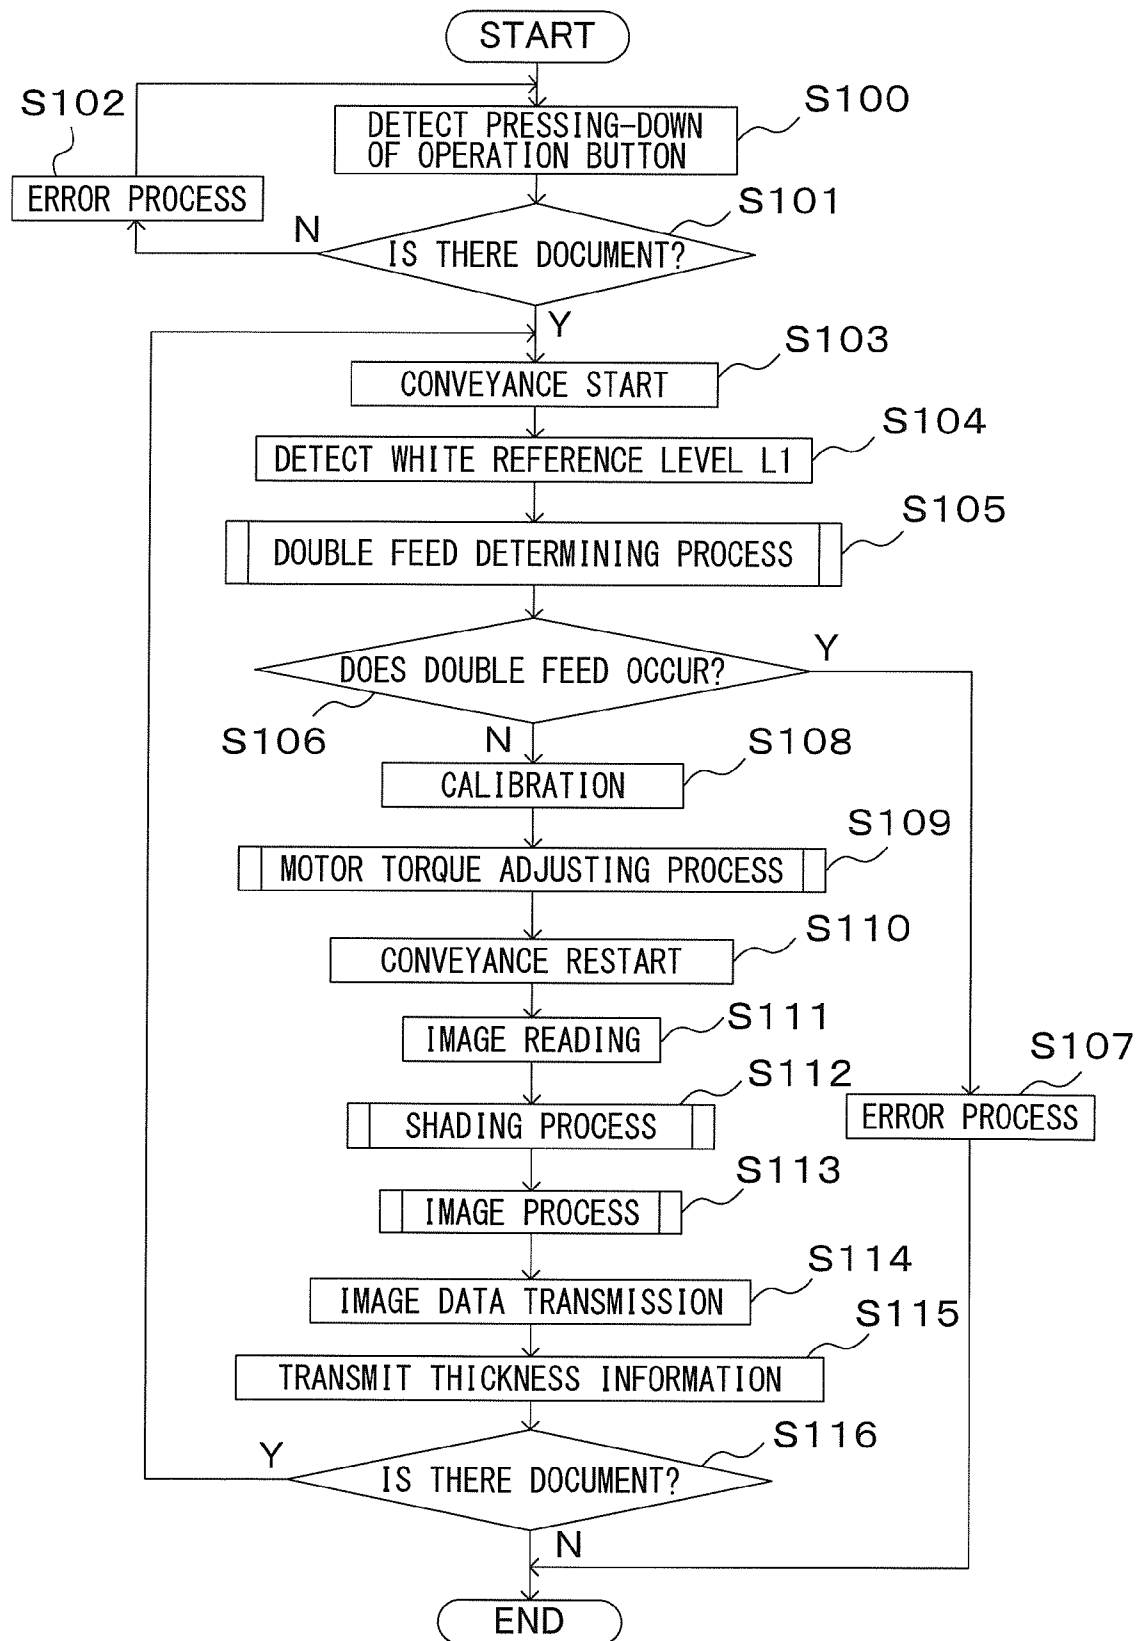 START
S102
S100
DETECT PRESSING-DOWN
OF OPERATION BUTTON
ERROR PROCESS
S101
N
IS THERE DOCUMENT?
Y
S103
CONVEYANCE START
S104
DETECT WHITE REFERENCE LEVEL L1
S105
DOUBLE FEED DETERMINING PROCESS
Y
DOES DOUBLE FEED OCCUR?
S106
N
S108
CALIBRATION
S109
MOTOR TORQUE ADJUSTING PROCESS
S110
CONVEYANCE RESTART
S111
IMAGE READING
S107
S112
ERROR PROCESS
SHADING PROCESS
S113
IMAGE PROCESS
S114
IMAGE DATA TRANSMISSION
S115
TRANSMIT THICKNESS INFORMATION
S116
Y
IS THERE DOCUMENT?
N
END